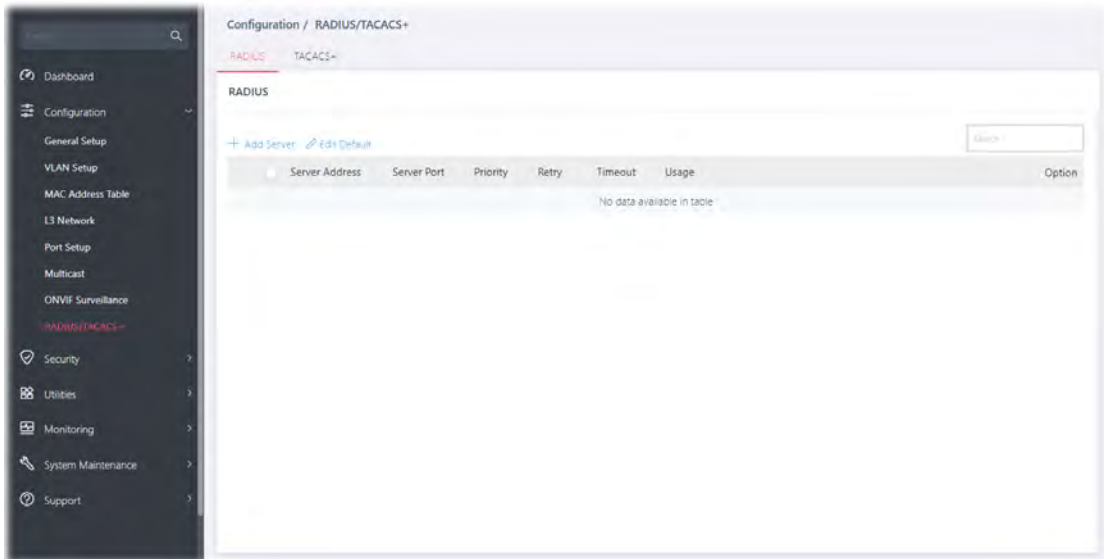 Dashboard
Configuration
General Setup
VLAN Setup
MAC Address Table
L3 Network
Port Setup
Multicast
ONVIF Surveillance
RADIUS/TACACS+
Security
Utilities
Monitoring
System Maintenance
Support
Configuration / RADIUS/TACACS+
RADIUS TACACS+
RADIUS
+ Add Server Edit Default
Search
Server Address Server Port Priority Retry Timeout Usage Option
No data available in table